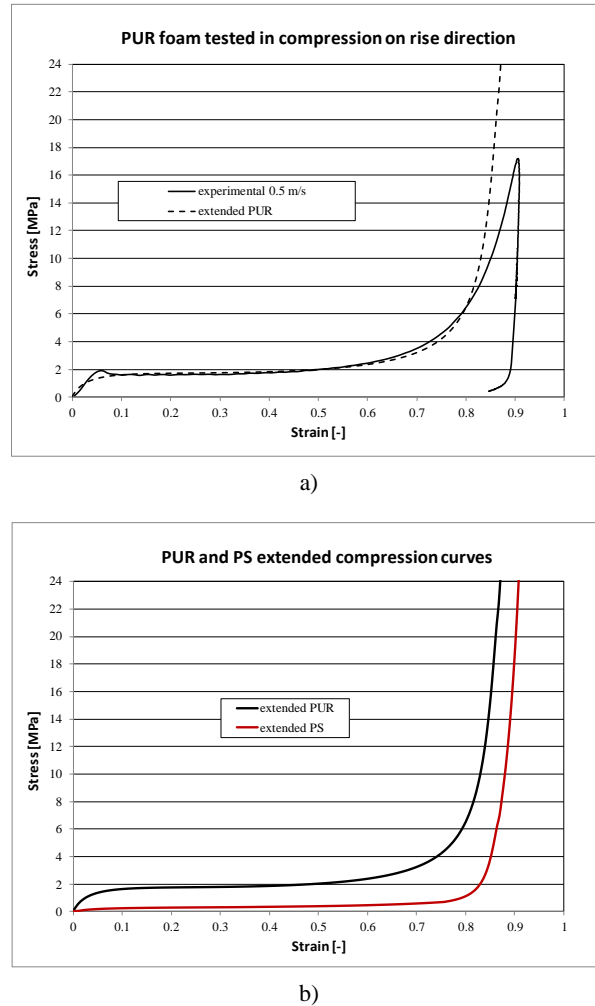 PUR foam tested in compression on rise direction
24
22
20
18
16
14
12
10
8
6
4
2
0
Stress [MPa]
experimental 0.5 m/s
extended PUR
0 0.1 0.2 0.3 0.4 0.5 0.6 0.7 0.8 0.9 1
Strain [-]
a)
PUR and PS extended compression curves
24
22
20
18
16
14
12
10
8
6
4
2
0
Stress [MPa]
extended PUR
extended PS
0 0.1 0.2 0.3 0.4 0.5 0.6 0.7 0.8 0.9 1
Strain [-]
b)